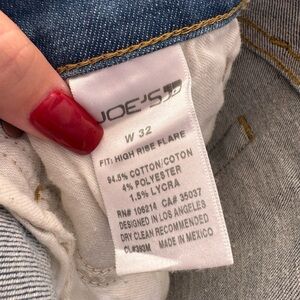 JOE'S
W 32
FIT: HIGH RISE FLARE
94.5% COTTON/COTON
4% POLYESTER
1.5% LYCRA
RN# 106214 CA# 35037
DESIGNED IN LOS ANGELES
DRY CLEAN RECOMMENDED
MADE IN MEXICO